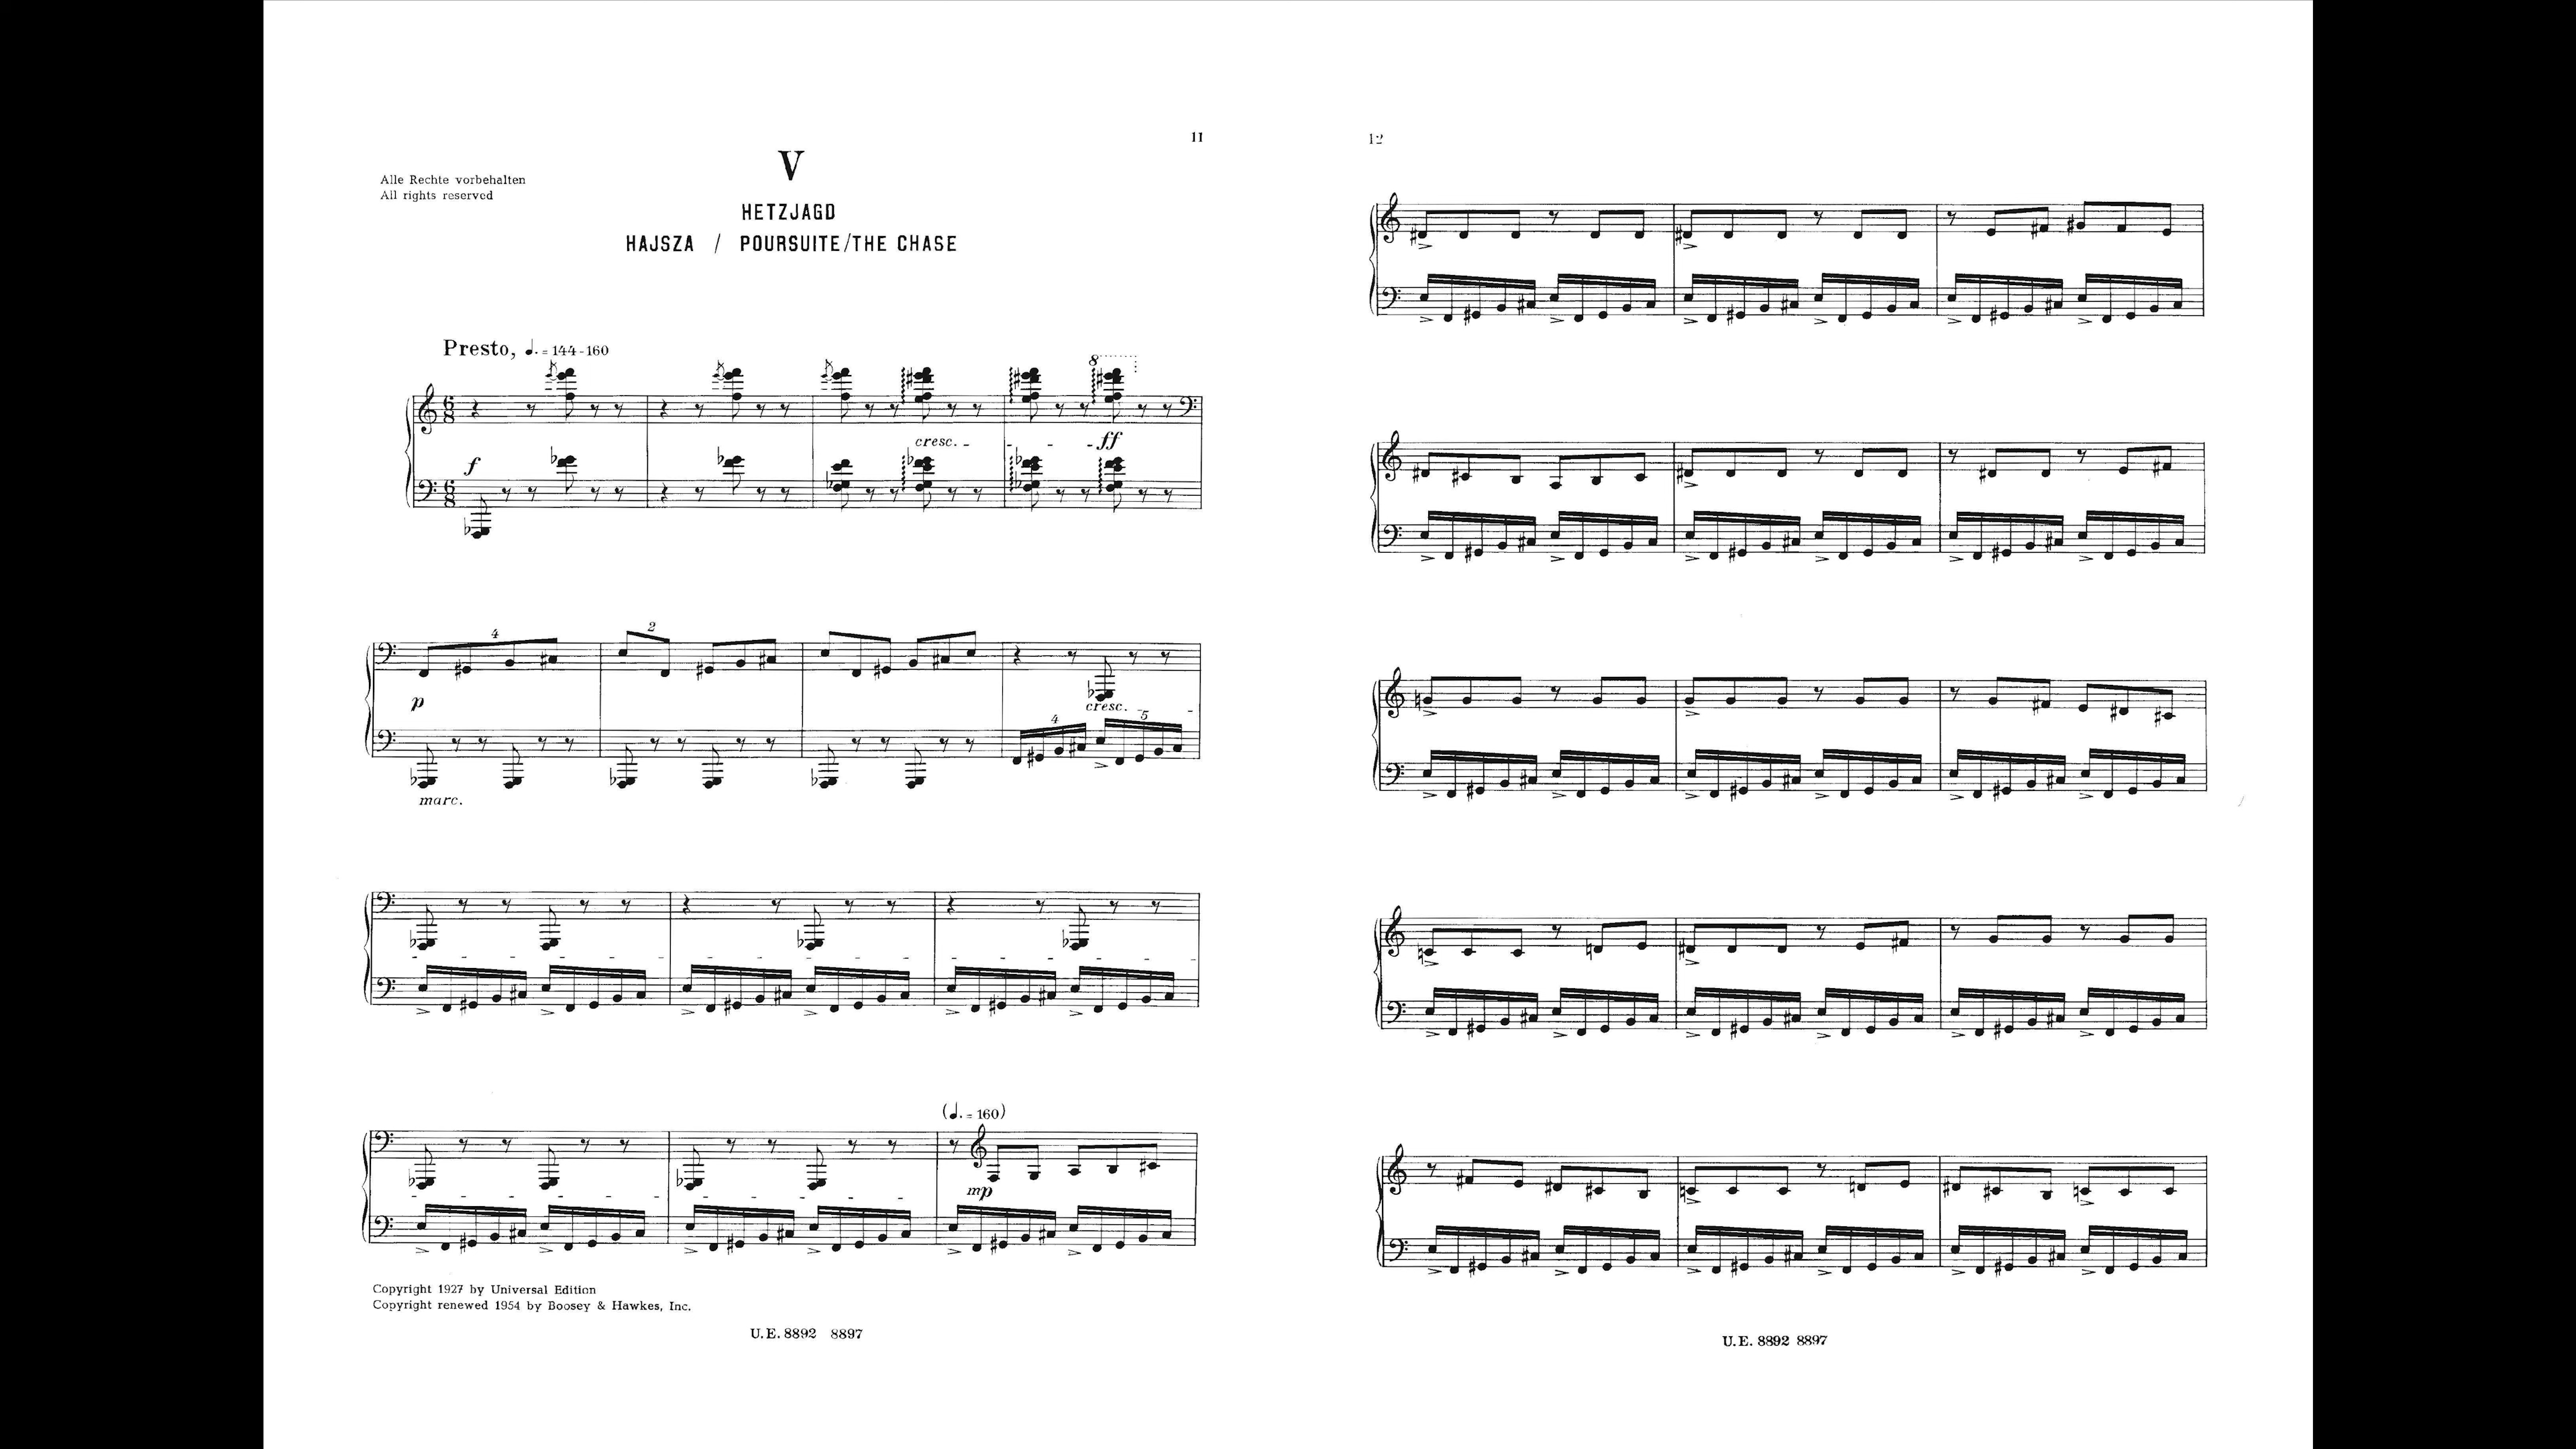 11
V
Alle Rechte vorbehalten
All rights reserved
HETZJAGD
HAJSZA / POURSUITE/THE CHASE
Presto, ♩. = 144-160
8
cresc.
ff
f
4
2
p
cresc.
4
5
marc.
(♩. = 160)
mp
Copyright 1927 by Universal Edition
Copyright renewed 1954 by Boosey & Hawkes, Inc.
U.E. 8892 8897
12
U.E. 8892 8897